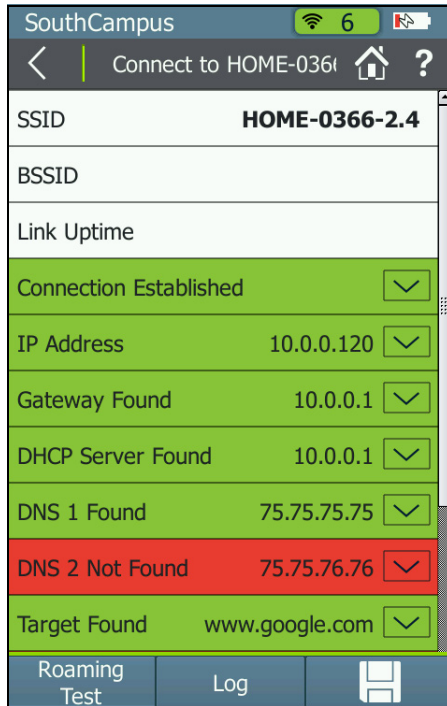 SouthCampus 6
Connect to HOME-036
?
SSID HOME-0366-2.4
BSSID
Link Uptime
Connection Established
IP Address 10.0.0.120
Gateway Found 10.0.0.1
DHCP Server Found 10.0.0.1
DNS 1 Found 75.75.75.75
DNS 2 Not Found 75.75.76.76
Target Found www.google.com
Roaming Log
Test